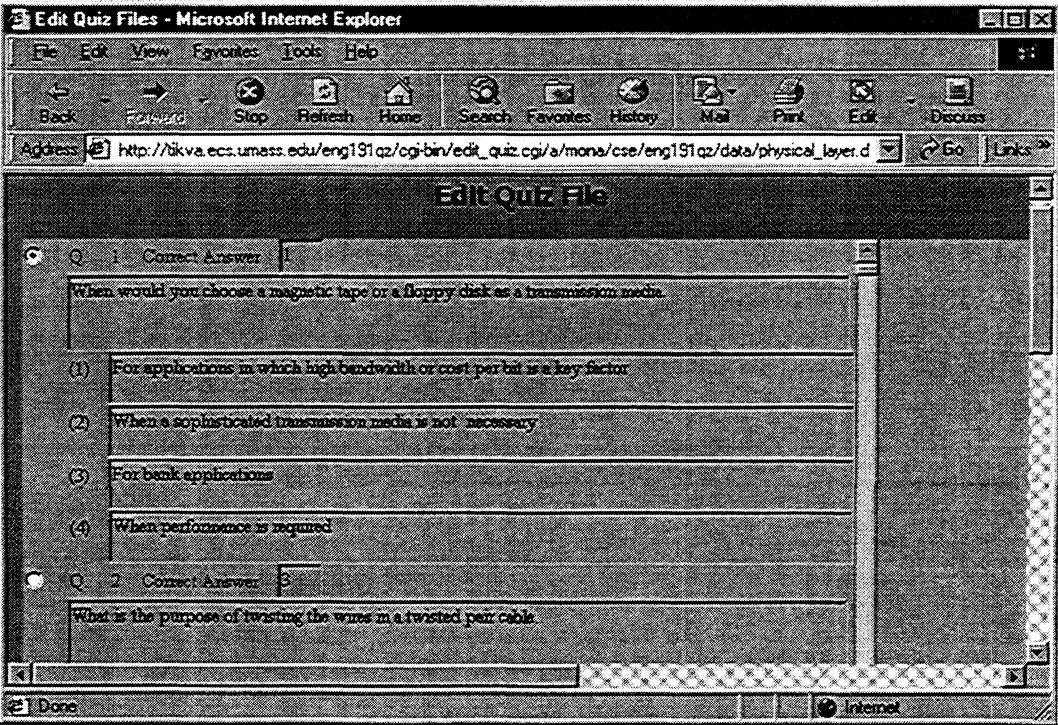 Edit Quiz Files - Microsoft Internet Explorer
File Edit View Favorites Tools Help
Back Forward Stop Refresh Home Search Favorites History Mail Print Edit Discuss
Address http://tikva.ecs.umass.edu/eng191qz/cgi-bin/edit_quiz.cgi/a/mona/cse/eng191qz/data/physical_layer.d Go Links »
Edit Quiz File
Q. 1 Correct Answer 1
When would you choose a magnetic tape or a floppy disk as a transmission media.
(1) For applications in which high bandwidth or cost per bit is a key factor
(2) When a sophisticated transmission media is not necessary
(3) For bank applications
(4) When performence is required
Q. 2 Correct Answer 3
What is the purpose of twisting the wires in a twisted pair cable.
Done Internet